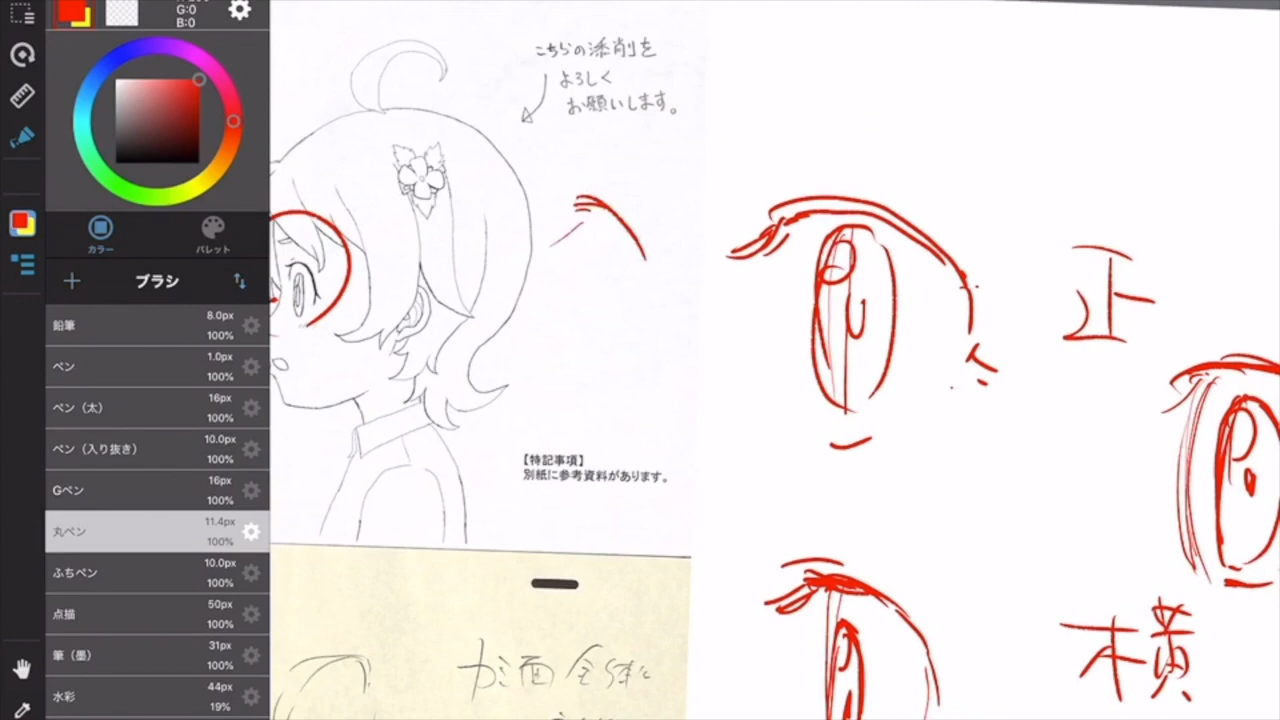 G:0
B:0
カラー
パレット
ブラシ
鉛筆
8.0px
100%
ペン
1.0px
100%
ペン（太）
16px
100%
ペン（入り抜き）
10.0px
100%
Gペン
16px
100%
丸ペン
11.4px
100%
ふちペン
10.0px
100%
点描
50px
100%
筆（墨）
31px
100%
水彩
44px
19%
こちらの添削を
よろしく
お願いします。
【特記事項】
別紙に参考資料があります。
正
横